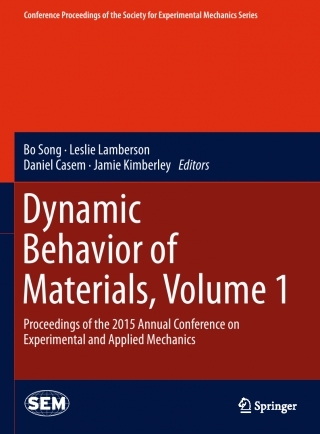 Conference Proceedings of the Society for Experimental Mechanics Series
Bo Song · Leslie Lamberson
Daniel Casem · Jamie Kimberley Editors
Dynamic
Behavior of
Materials, Volume 1
Proceedings of the 2015 Annual Conference on
Experimental and Applied Mechanics
SEM
Springer